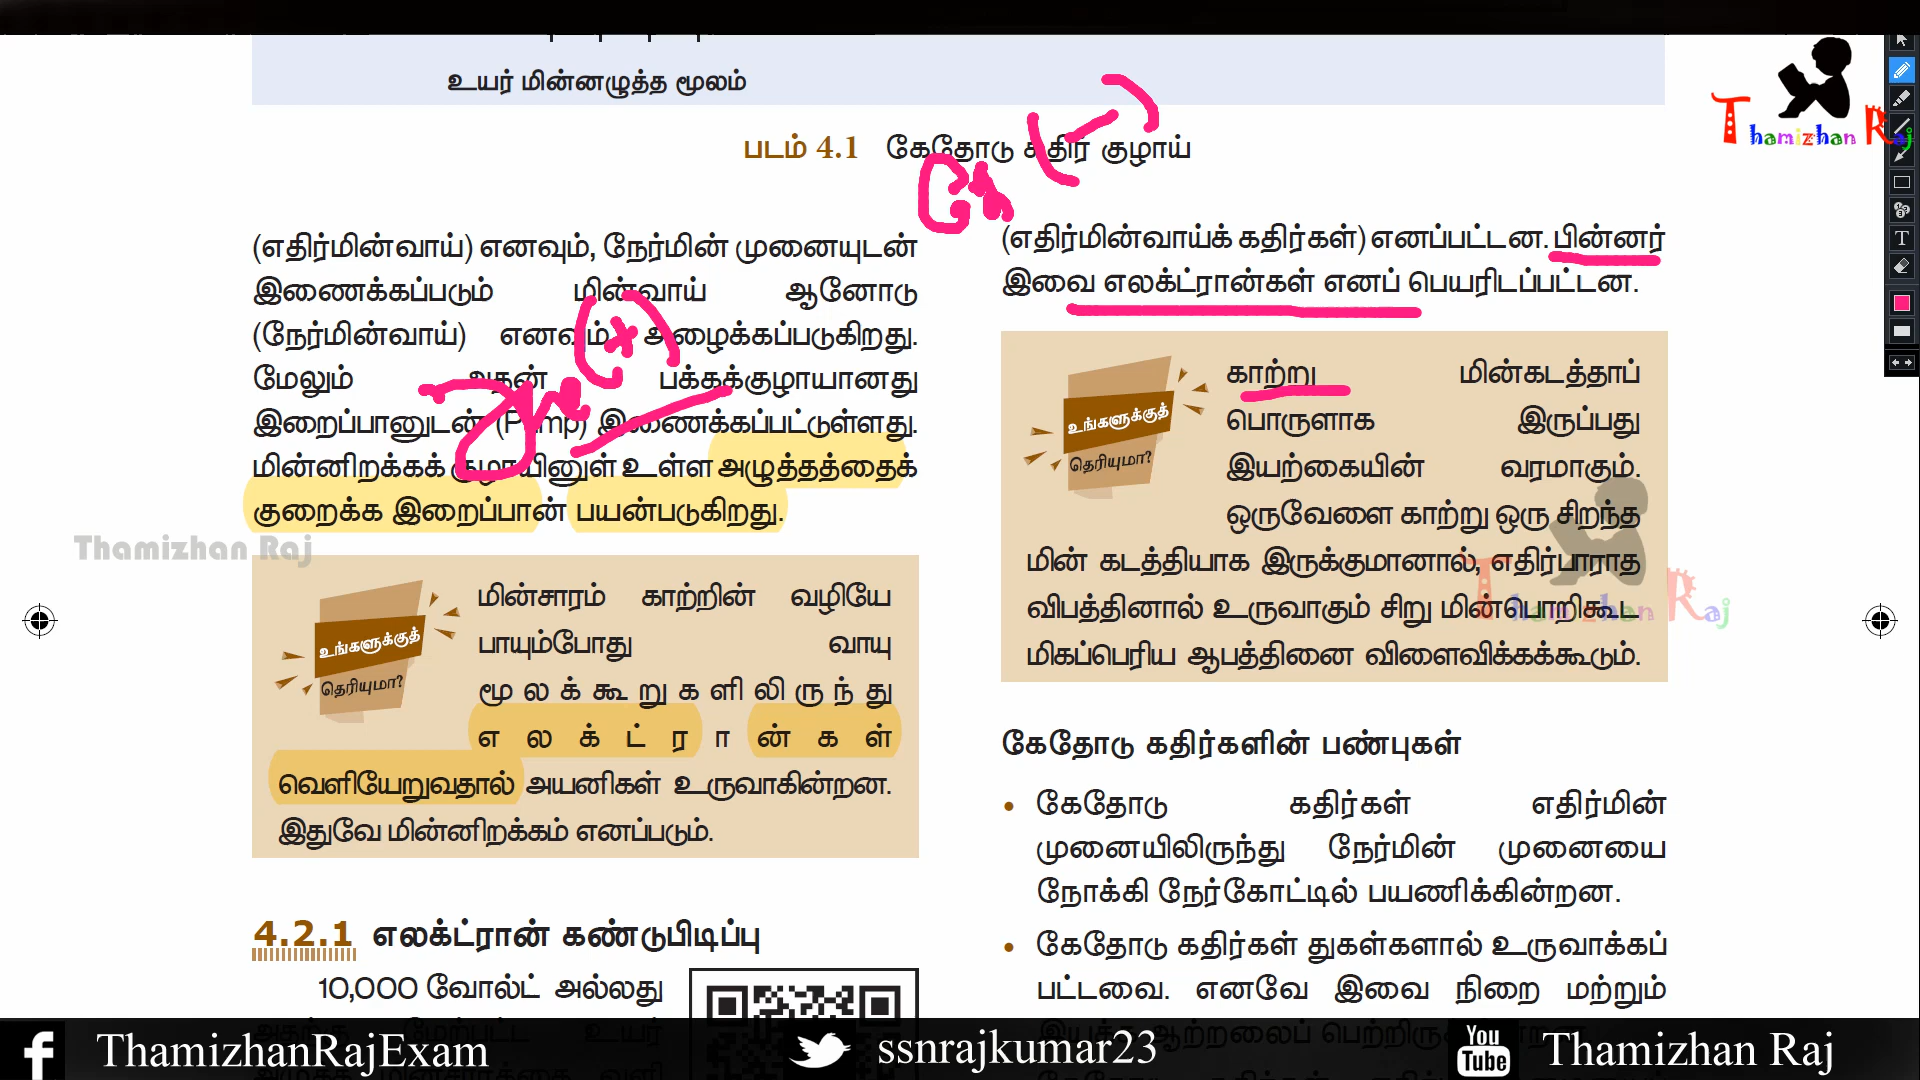 உயர் மின்னழுத்த மூலம்
படம் 4.1 கேதோடு கதிர் குழாய்
(எதிர்மின்வாய்) எனவும், நேர்மின் முனையுடன்
இணைக்கப்படும் மின்வாய் ஆனோடு
(நேர்மின்வாய்) எனவும் அழைக்கப்படுகிறது.
மேலும் அதன் பக்கக்குழாயானது
இறைப்பானுடன் (Pump) இணைக்கப்பட்டுள்ளது.
மின்னிறக்கக் குழாயினுள் உள்ள அழுத்தத்தைக்
குறைக்க இறைப்பான் பயன்படுகிறது.
Thamizhan Raj
உங்களுக்குத்
தெரியுமா?
மின்சாரம் காற்றின் வழியே
பாயும்போது வாயு
மூலக்கூறுகளிலிருந்து
எலக்ட்ரான்கள்
வெளியேறுவதால் அயனிகள் உருவாகின்றன.
இதுவே மின்னிறக்கம் எனப்படும்.
4.2.1 எலக்ட்ரான் கண்டுபிடிப்பு
10,000 வோல்ட் அல்லது
(எதிர்மின்வாய்க் கதிர்கள்) எனப்பட்டன. பின்னர்
இவை எலக்ட்ரான்கள் எனப் பெயரிடப்பட்டன.
உங்களுக்குத்
தெரியுமா?
காற்று மின்கடத்தாப்
பொருளாக இருப்பது
இயற்கையின் வரமாகும்.
ஒருவேளை காற்று ஒரு சிறந்த
மின் கடத்தியாக இருக்குமானால், எதிர்பாராத
விபத்தினால் உருவாகும் சிறு மின்பொறிகூட
மிகப்பெரிய ஆபத்தினை விளைவிக்கக்கூடும்.
Thamizhan Raj
கேதோடு கதிர்களின் பண்புகள்
• கேதோடு கதிர்கள் எதிர்மின்
முனையிலிருந்து நேர்மின் முனையை
நோக்கி நேர்கோட்டில் பயணிக்கின்றன.
• கேதோடு கதிர்கள் துகள்களால் உருவாக்கப்
பட்டவை. எனவே இவை நிறை மற்றும்
Thamizhan Raj
ThamizhanRajExam
ssnrajkumar23
You Tube
Thamizhan Raj